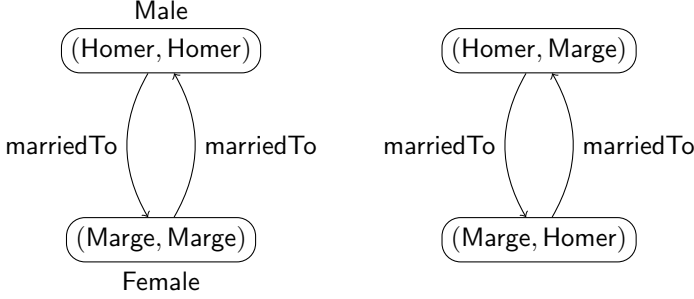 Male
(Homer, Homer)
(Homer, Marge)
marriedTo
marriedTo
marriedTo
marriedTo
(Marge, Marge)
(Marge, Homer)
Female